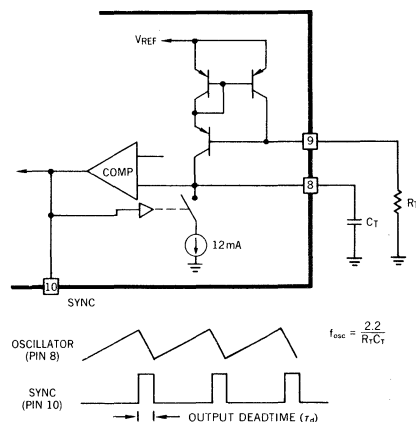 VREF
9
RT
COMP
8
CT
12mA
10
SYNC
OSCILLATOR
(PIN 8)
fosc = 2.2 / RTCT
SYNC
(PIN 10)
OUTPUT DEADTIME (τd)